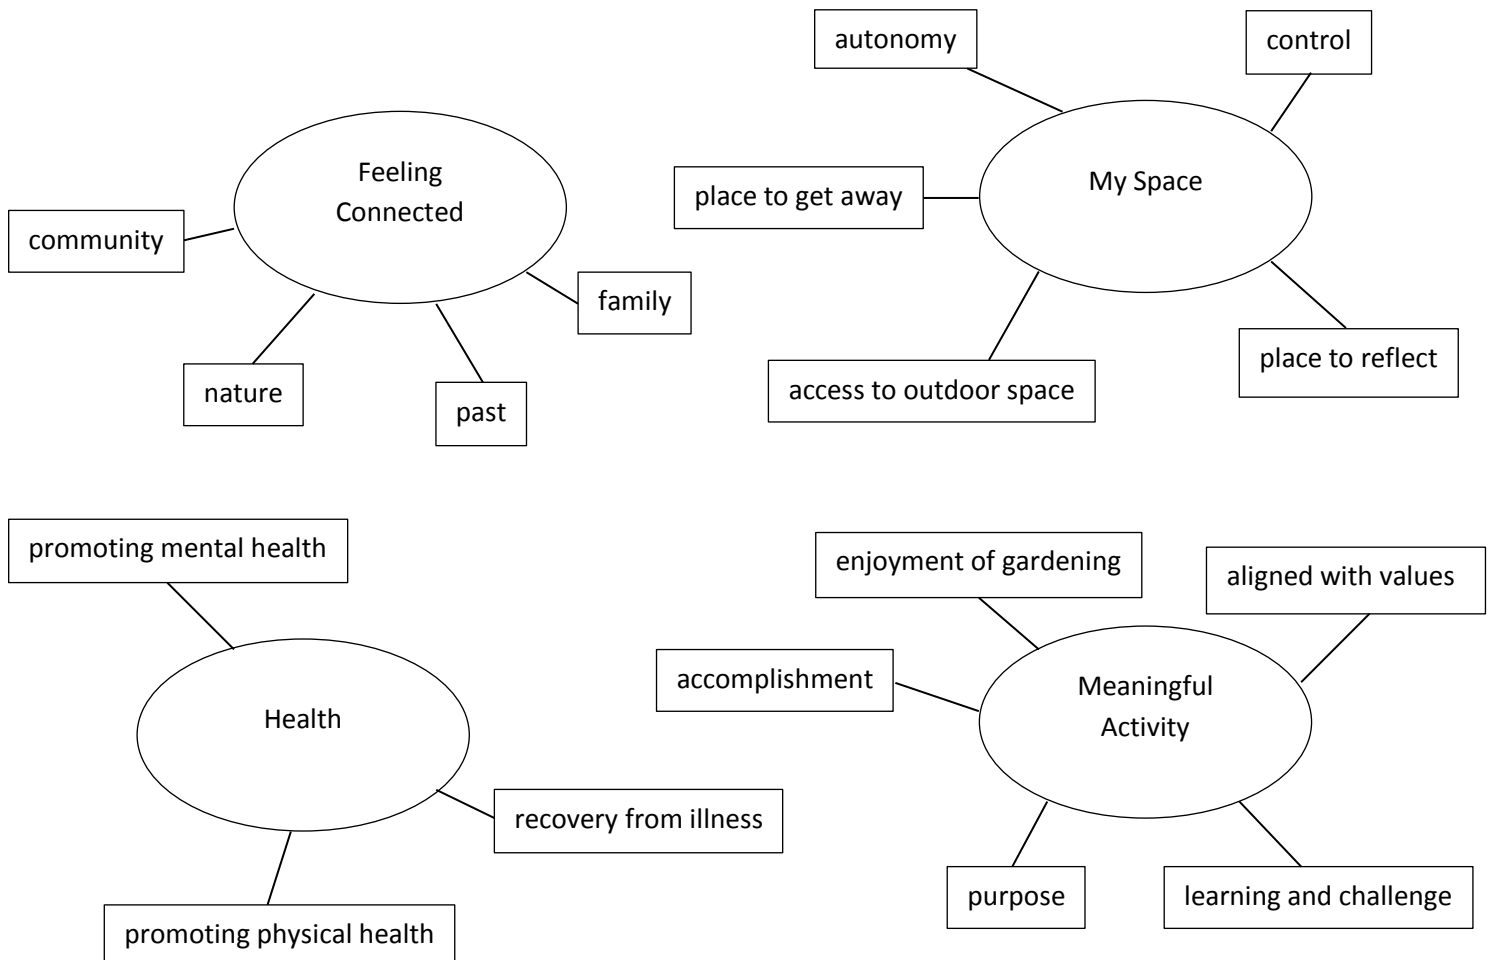 autonomy
control
Feeling
Connected
My Space
place to get away
community
family
nature
past
access to outdoor space
place to reflect
promoting mental health
enjoyment of gardening
aligned with values
accomplishment
Meaningful
Activity
Health
recovery from illness
purpose
learning and challenge
promoting physical health